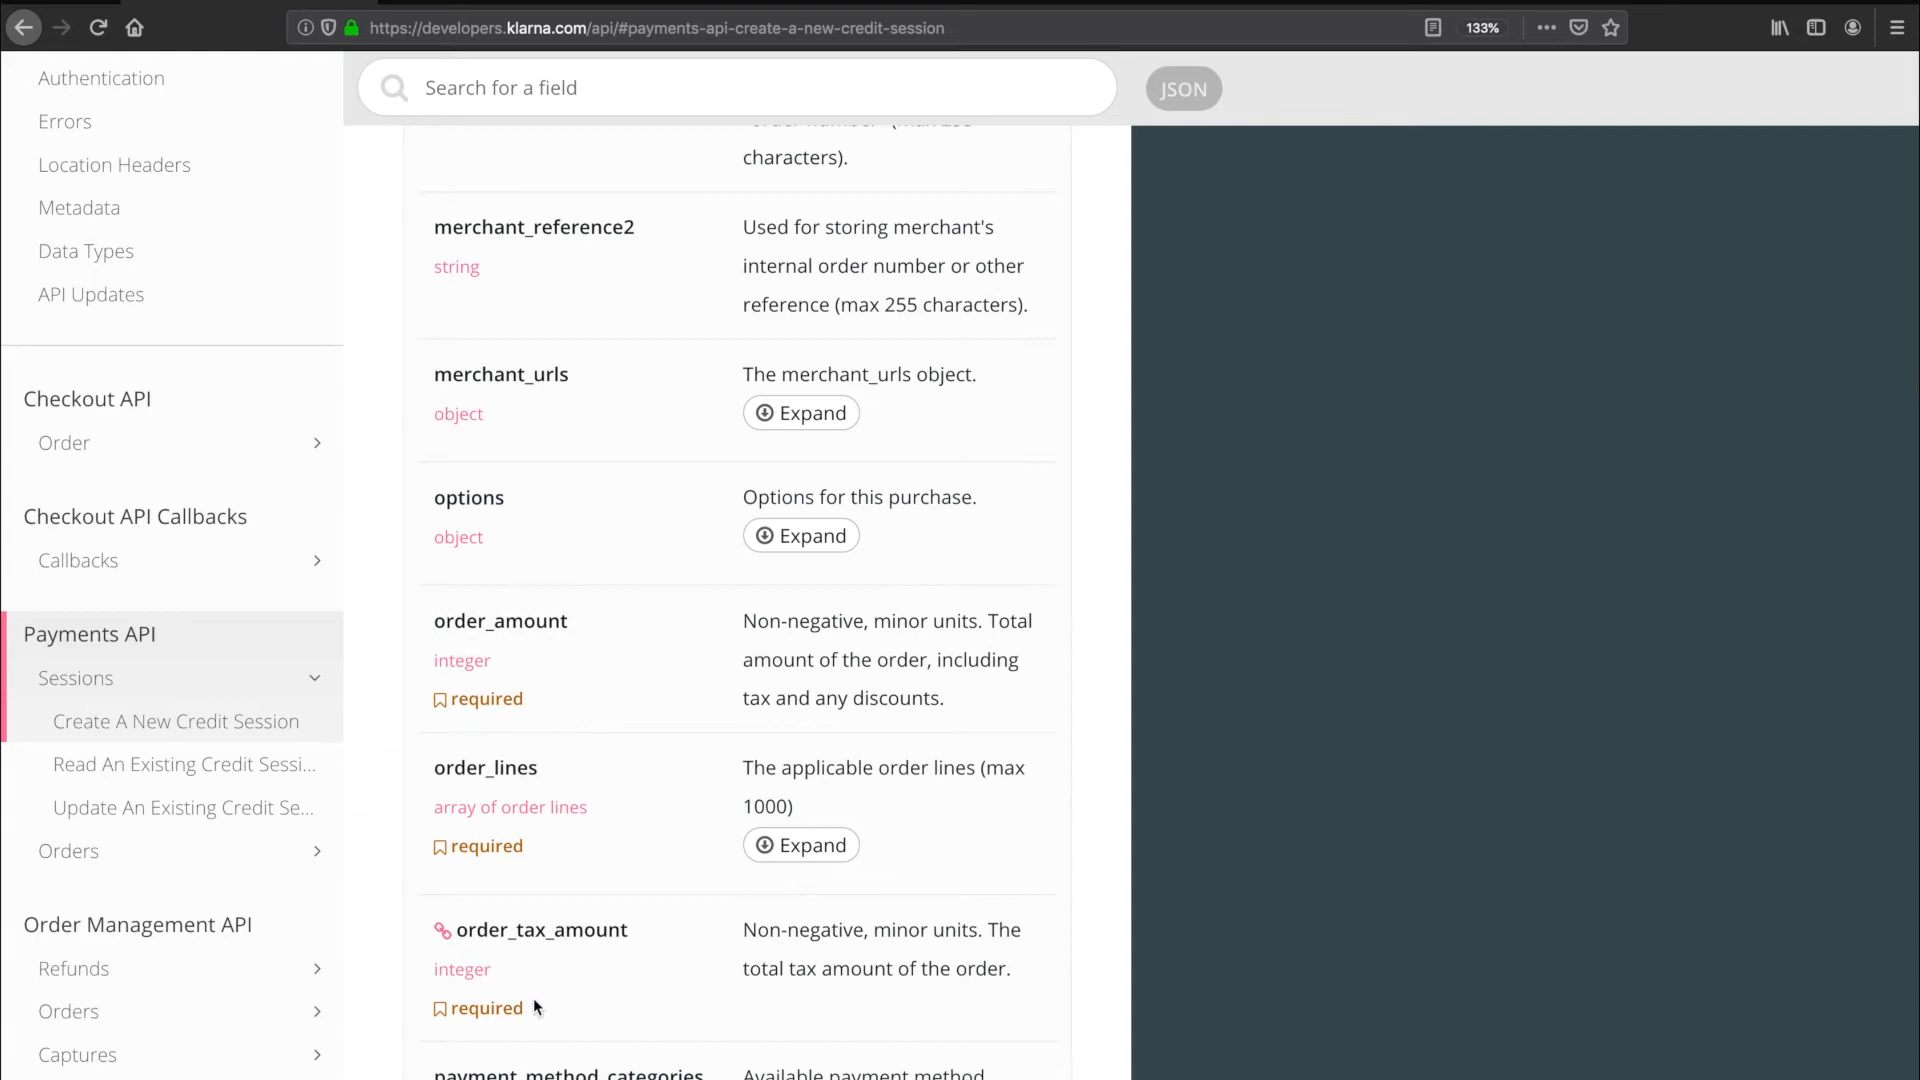 https://developers.klarna.com/api/#payments-api-create-a-new-credit-session
133%
Authentication
Errors
Location Headers
Metadata
Data Types
API Updates
Checkout API
Order
Checkout API Callbacks
Callbacks
Payments API
Sessions
Create A New Credit Session
Read An Existing Credit Sessi...
Update An Existing Credit Se...
Orders
Order Management API
Refunds
Orders
Captures
Search for a field
JSON
characters).
merchant_reference2
string
Used for storing merchant's
internal order number or other
reference (max 255 characters).
merchant_urls
object
The merchant_urls object.
Expand
options
object
Options for this purchase.
Expand
order_amount
integer
required
Non-negative, minor units. Total
amount of the order, including
tax and any discounts.
order_lines
array of order lines
required
The applicable order lines (max
1000)
Expand
order_tax_amount
integer
required
Non-negative, minor units. The
total tax amount of the order.
payment_method_categories
Available payment method